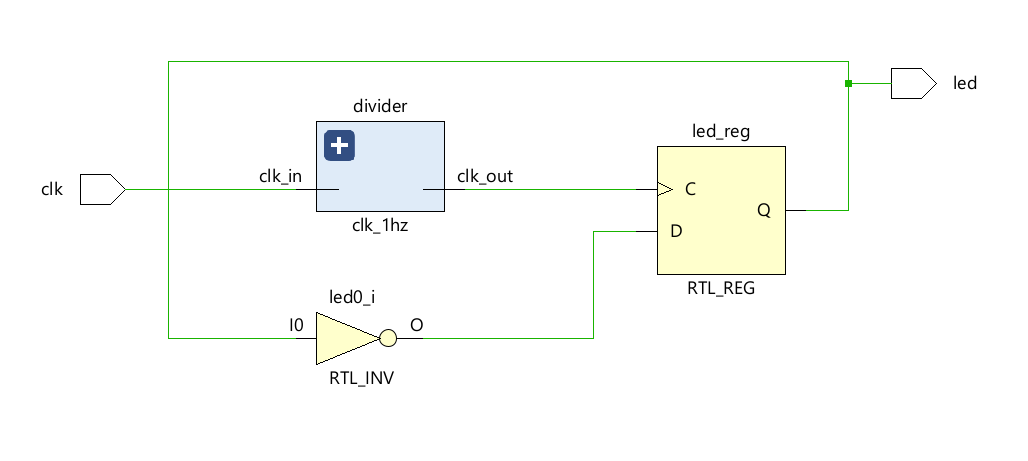 led
divider
led_reg
clk
clk_in
clk_out
C
Q
D
clk_1hz
RTL_REG
led0_i
I0
O
RTL_INV